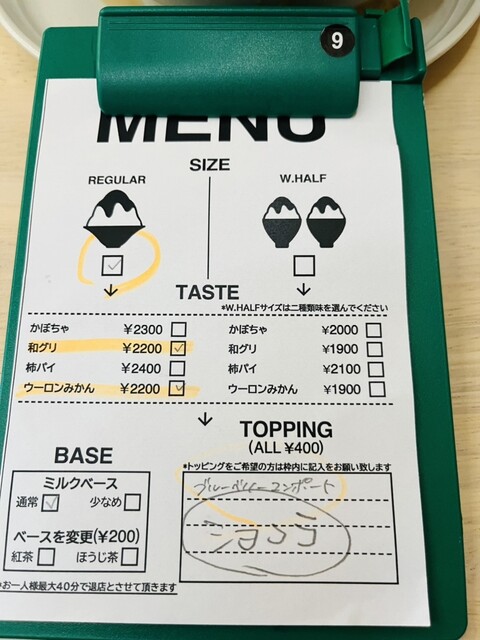 9
MENU
SIZE
REGULAR
W.HALF
TASTE
*W.HALFサイズは二種類味を選んでください
かぼちゃ ¥2300
和グリ ¥2200
柿パイ ¥2400
ウーロンみかん ¥2200
かぼちゃ ¥2000
和グリ ¥1900
柿パイ ¥2100
ウーロンみかん ¥1900
BASE
ミルクベース
通常 少なめ
ベースを変更(¥200)
紅茶 ほうじ茶
お一人様最大40分で退店とさせて頂きます
TOPPING
(ALL ¥400)
*トッピングをご希望の方は枠内に記入をお願い致します
ブルーベリーコンポート
ショコラ